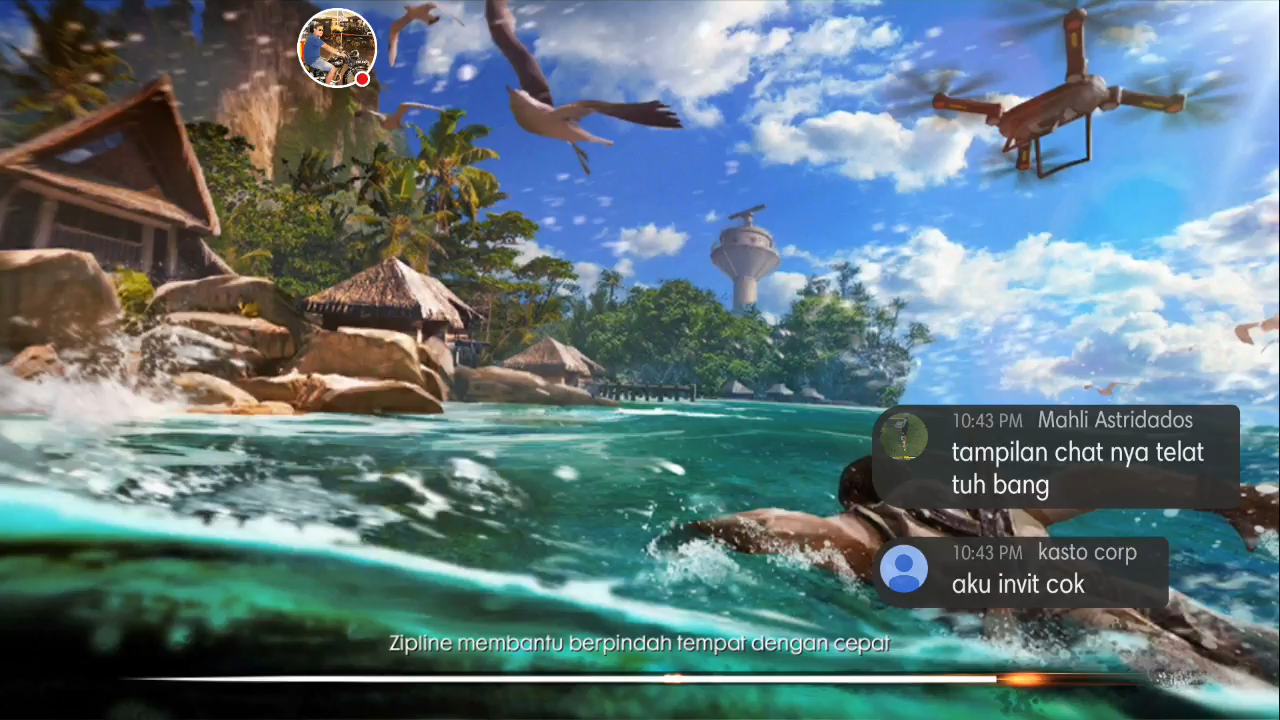 10:43 PM Mahli Astridados
tampilan chat nya telat
tuh bang
10:43 PM kasto corp
aku invit cok
Zipline membantu berpindah tempat dengan cepat